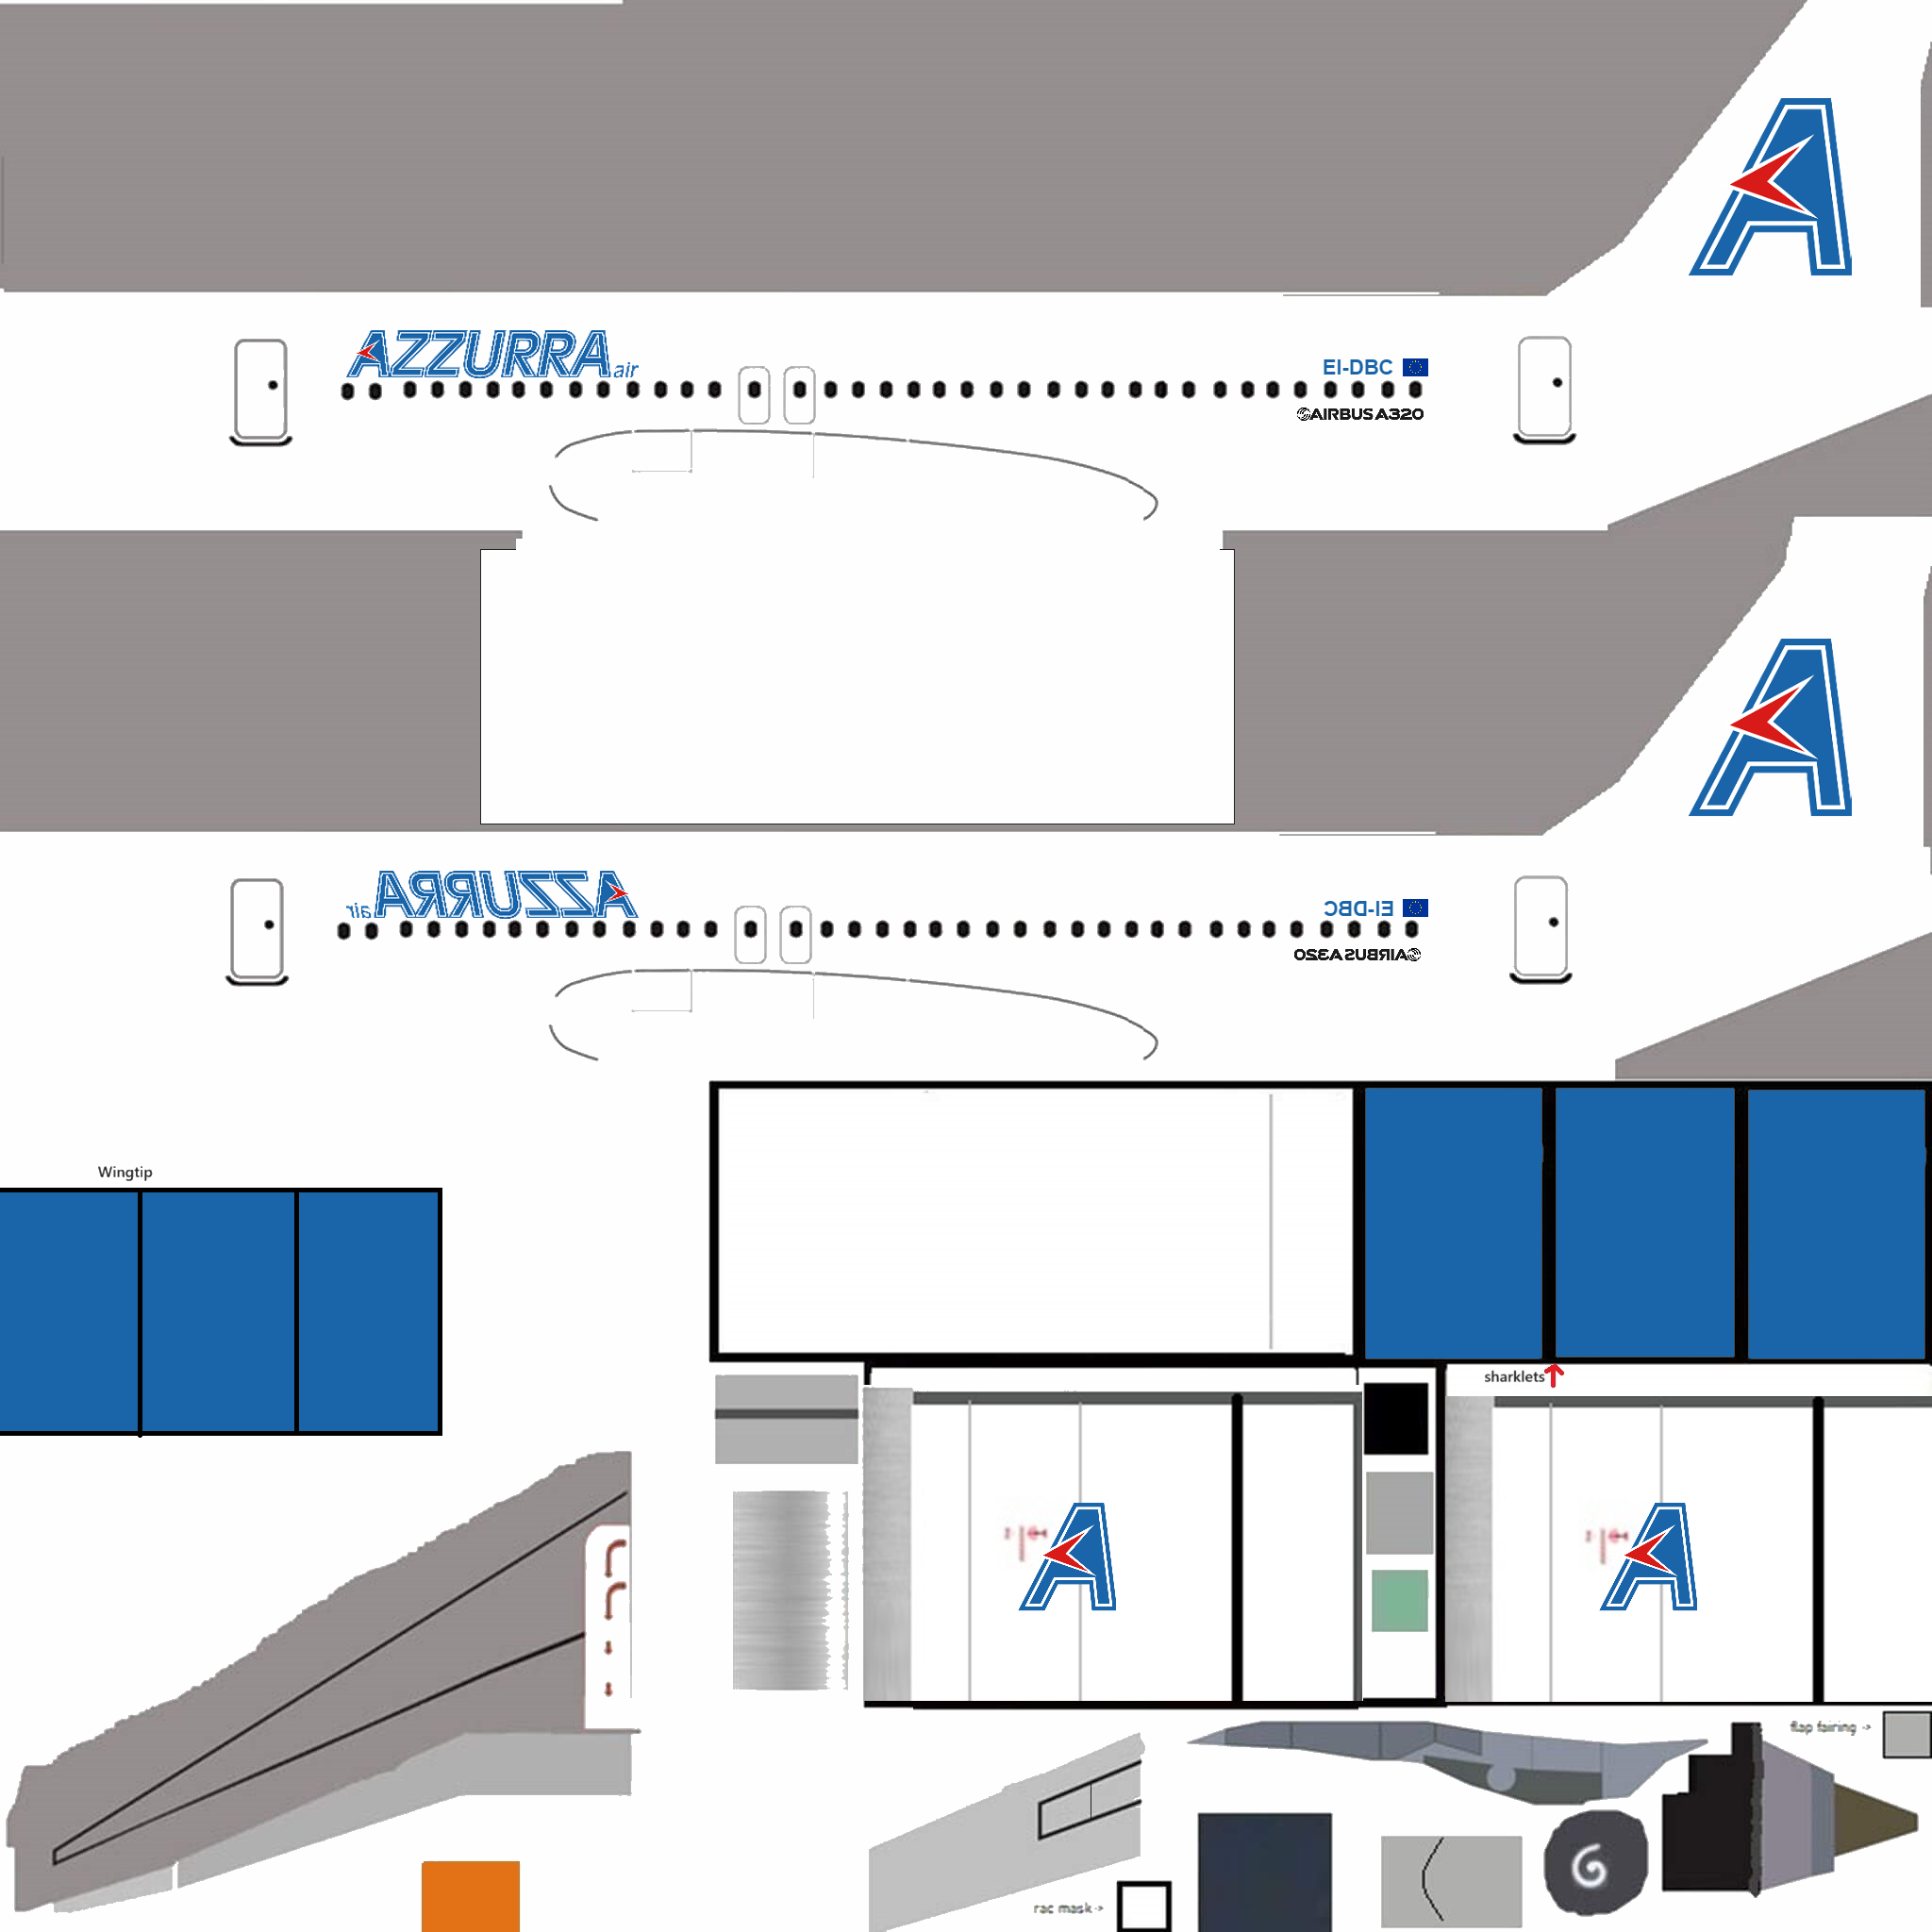 A
AZZURRA air
EI-DBC
AIRBUS A320
A
AZZURRA air
EI-DBC
AIRBUS A320
Wingtip
sharklets
A
A
flap fairing ->
rac mask ->